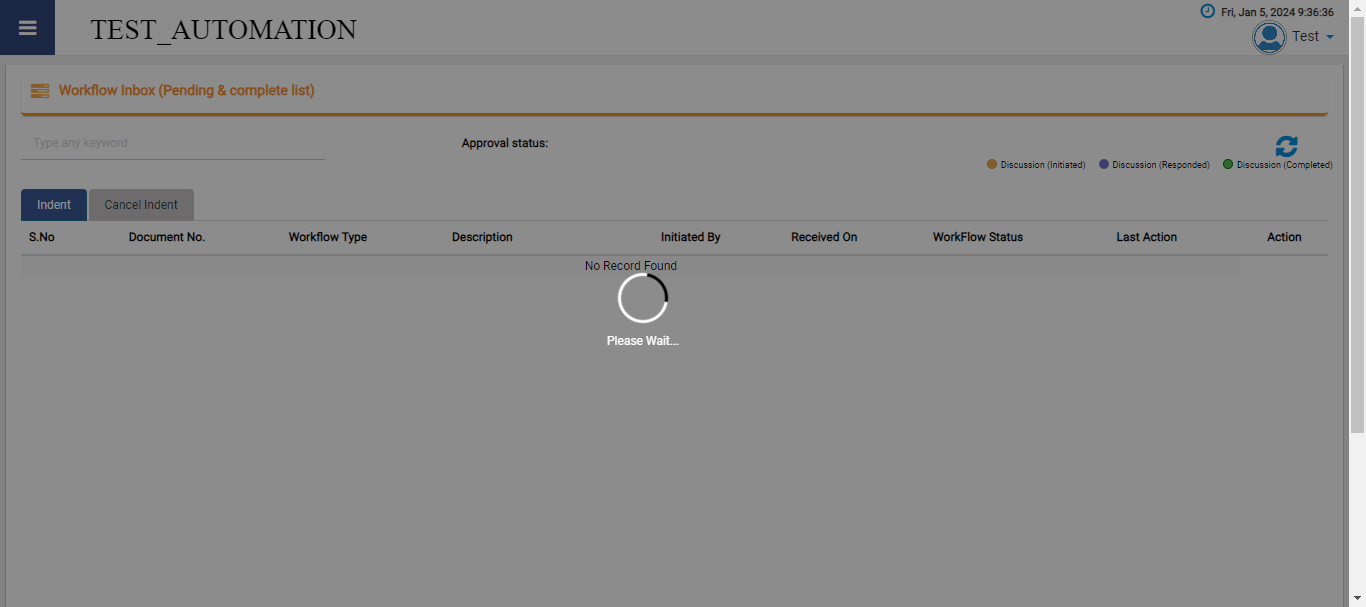 TEST_AUTOMATION
Fri, Jan 5, 2024 9:36:36
Test
Workflow Inbox (Pending & complete list)
Type any keyword
Approval status:
Discussion (Initiated) Discussion (Responded) Discussion (Completed)
Indent Cancel Indent
S.No Document No. Workflow Type Description Initiated By Received On WorkFlow Status Last Action Action
No Record Found
Please Wait...